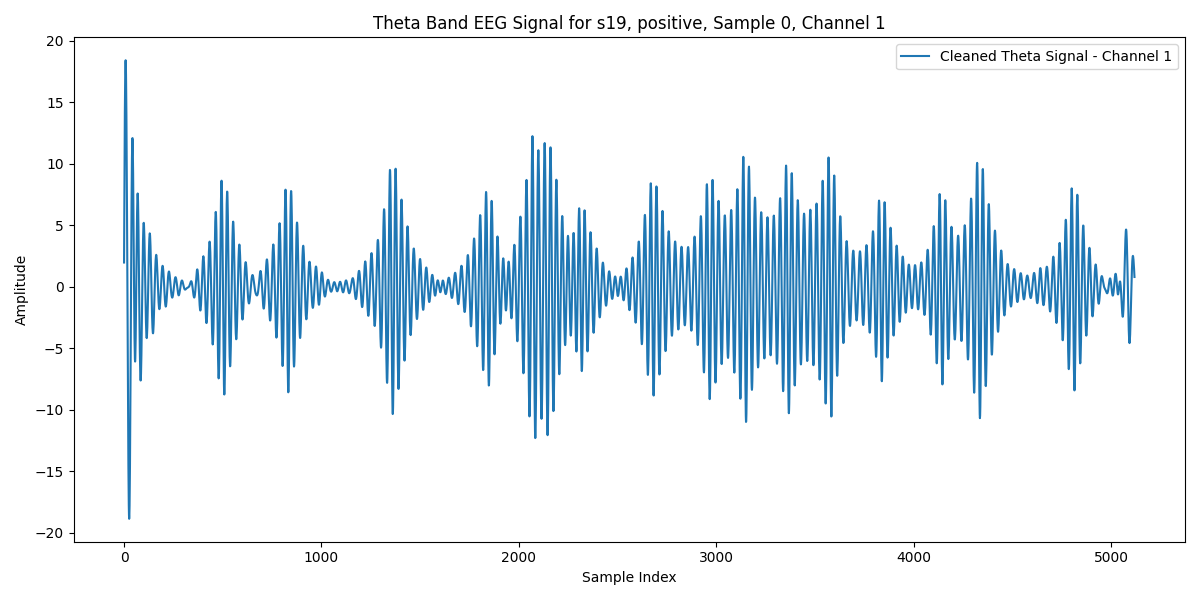 Theta Band EEG Signal for s19, positive, Sample 0, Channel 1
Cleaned Theta Signal - Channel 1
Amplitude
20
15
10
5
0
−5
−10
−15
−20
0 1000 2000 3000 4000 5000
Sample Index